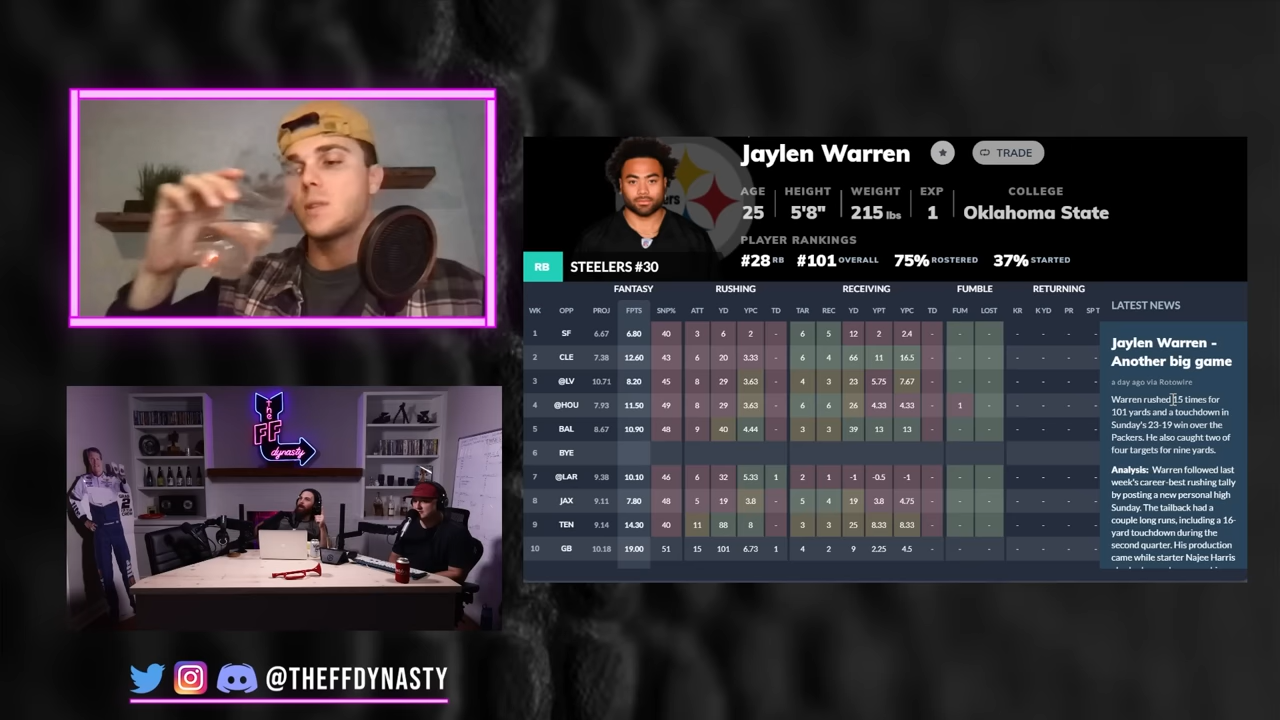 Jaylen Warren
TRADE
AGE HEIGHT WEIGHT EXP COLLEGE
25 5'8" 215 lbs 1 Oklahoma State
PLAYER RANKINGS
#28 RB #101 OVERALL 75% ROSTERED 37% STARTED
RB STEELERS #30
FANTASY RUSHING RECEIVING FUMBLE RETURNING
WK OPP PROJ FPTS SNP% ATT YD YPC TD TAR REC YD YPT YPC TD FUM LOST KR K YD PR SP T
1 SF 6.67 6.80 40 3 6 2 - 6 5 12 2 2.4 - - - - - - -
2 CLE 7.38 12.60 43 6 20 3.33 - 6 4 66 11 16.5 - - - - - - -
3 @LV 10.71 8.20 45 8 29 3.63 - 4 3 23 5.75 7.67 - - - - - - -
4 @HOU 7.93 11.50 49 8 29 3.63 - 6 6 26 4.33 4.33 - 1 - - - - -
5 BAL 8.67 10.90 48 9 40 4.44 - 3 3 39 13 13 - - - - - - -
6 BYE
7 @LAR 9.38 10.10 46 6 32 5.33 1 2 1 -1 -0.5 -1 - - - - - - -
8 JAX 9.11 7.80 48 5 19 3.8 - 5 4 19 3.8 4.75 - - - - - - -
9 TEN 9.14 14.30 40 11 88 8 - 3 3 25 8.33 8.33 - - - - - - -
10 GB 10.18 19.00 51 15 101 6.73 1 4 2 9 2.25 4.5 - - - - - - -
LATEST NEWS
Jaylen Warren -
Another big game
a day ago via Rotowire
Warren rushed 15 times for
101 yards and a touchdown in
Sunday's 23-19 win over the
Packers. He also caught two of
four targets for nine yards.
Analysis: Warren followed last
week's career-best rushing tally
by posting a new personal high
Sunday. The tailback had a
couple long runs, including a 16-
yard touchdown during the
second quarter. His production
came while starter Najee Harris
the
FF
dynasty
@THEFFDYNASTY